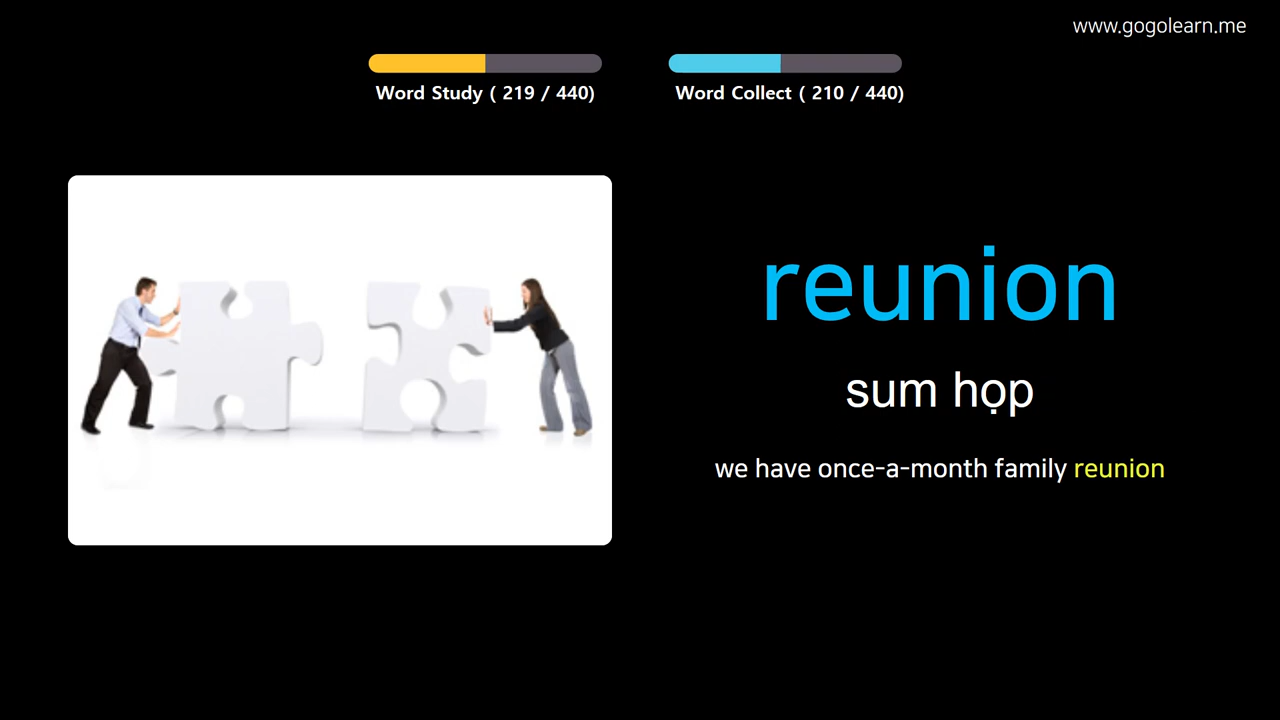 www.gogolearn.me
Word Study ( 219 / 440)
Word Collect ( 210 / 440)
reunion
sum họp
we have once-a-month family reunion